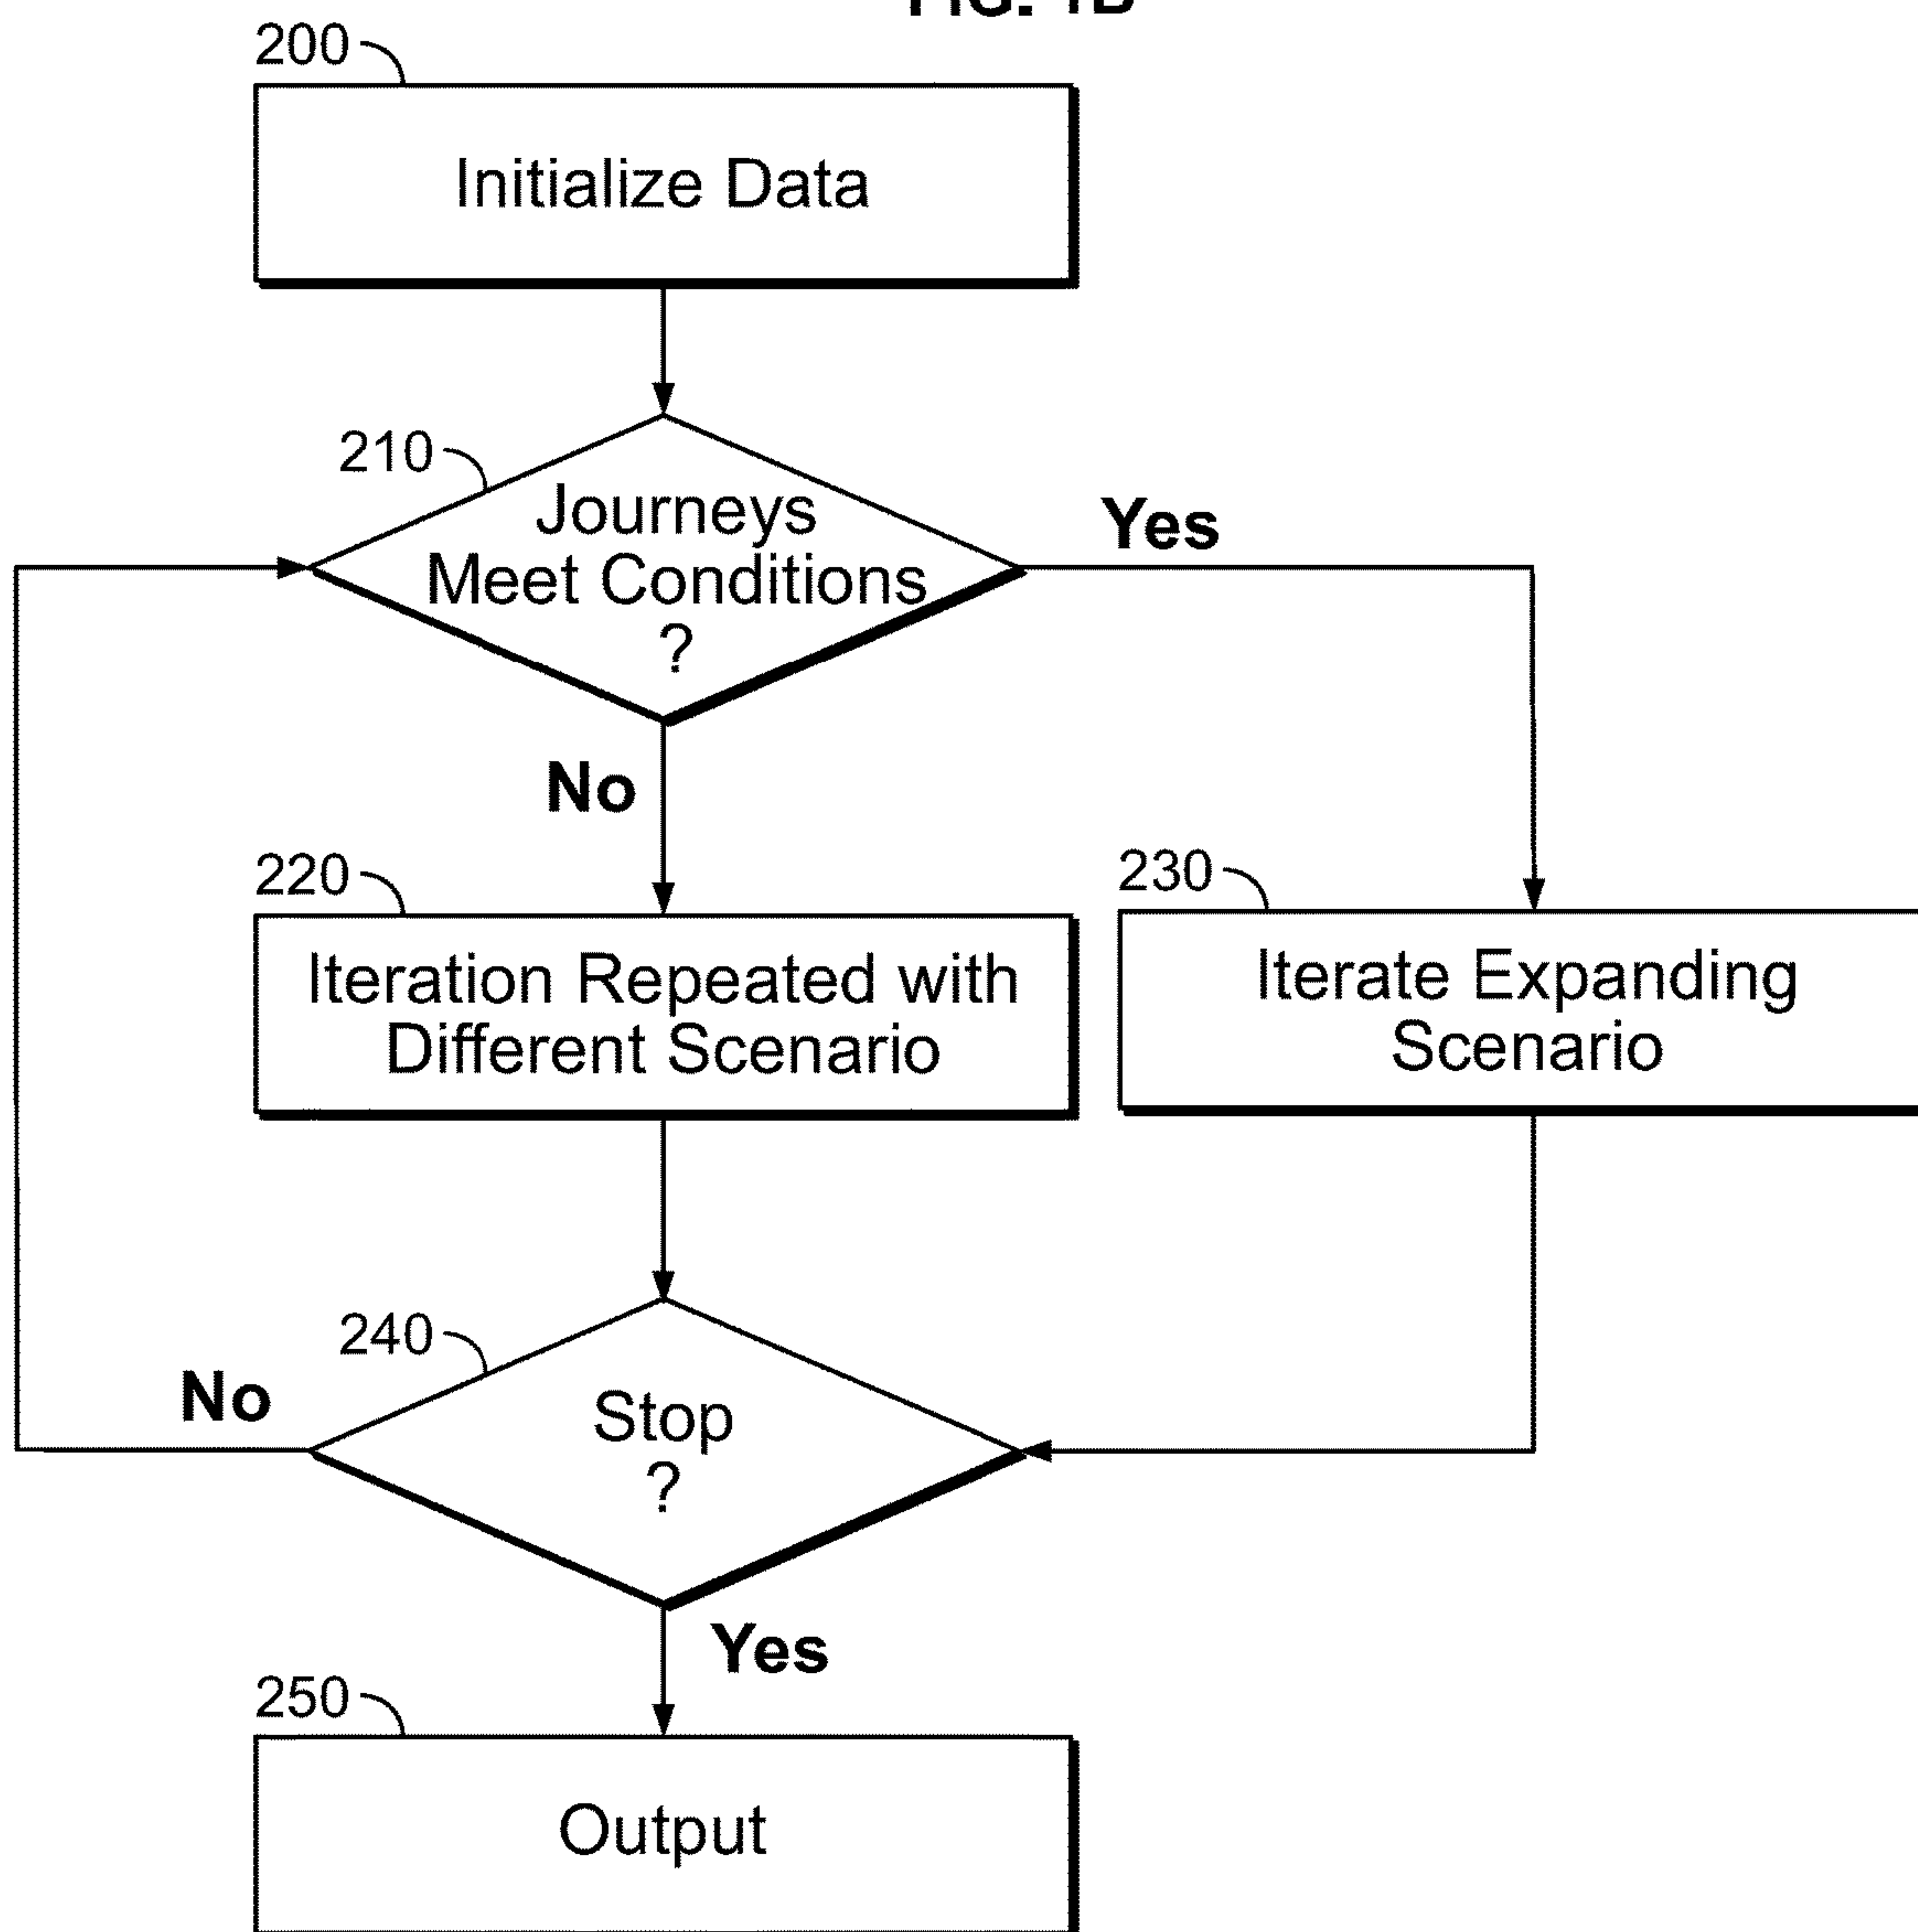 200
Initialize Data
210
Journeys
Meet Conditions
?
Yes
No
220
Iteration Repeated with
Different Scenario
230
Iterate Expanding
Scenario
240
Stop
?
No
Yes
250
Output